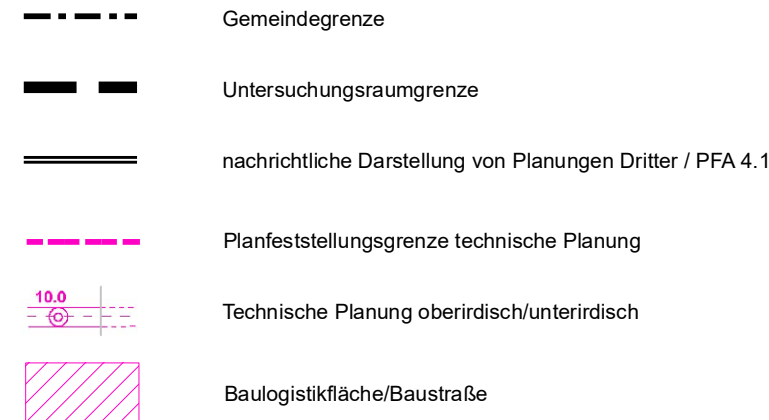 Gemeindegrenze
Untersuchungsraumgrenze
nachrichtliche Darstellung von Planungen Dritter / PFA 4.1
Planfeststellungsgrenze technische Planung
10.0
Technische Planung oberirdisch/unterirdisch
Baulogistikfläche/Baustraße